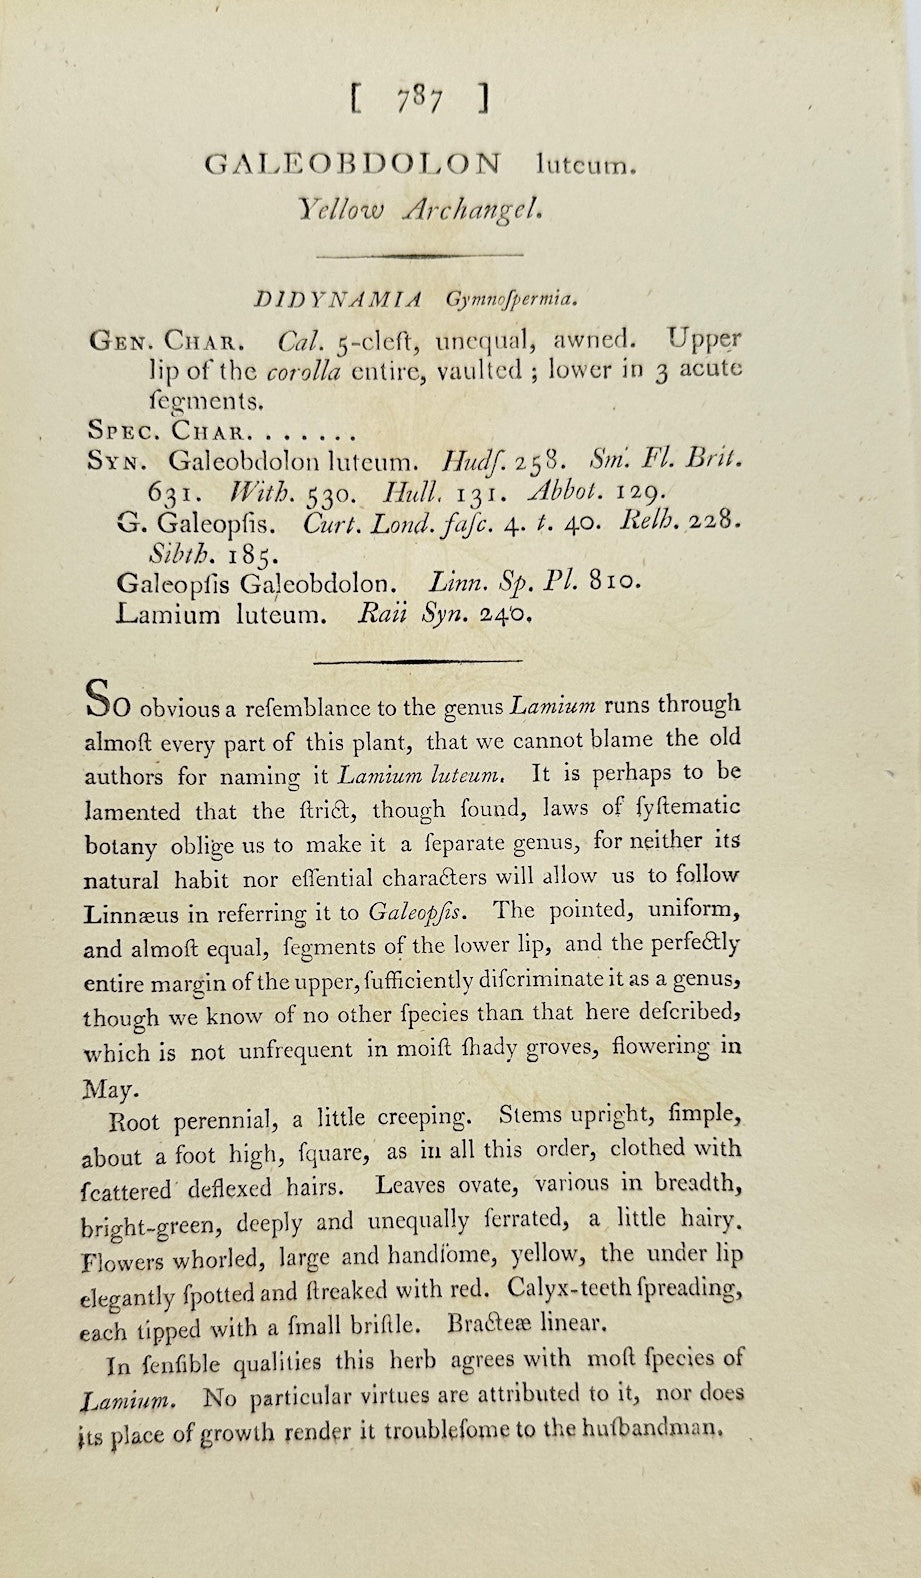 [ 787 ]
GALEOBDOLON luteum.
Yellow Archangel.
DIDYNAMIA Gymnoſpermia.
GEN. CHAR. Cal. 5-cleft, unequal, awned. Upper
lip of the corolla entire, vaulted ; lower in 3 acute
ſegments.
SPEC. CHAR. . . . . . .
SYN. Galeobdolon luteum. Hudſ. 258. Sm. Fl. Brit.
631. With. 530. Hull. 131. Abbot. 129.
G. Galeopſis. Curt. Lond. faſc. 4. t. 40. Relh. 228.
Sibth. 185.
Galeopſis Galeobdolon. Linn. Sp. Pl. 810.
Lamium luteum. Raii Syn. 240.
SO obvious a reſemblance to the genus Lamium runs through
almoſt every part of this plant, that we cannot blame the old
authors for naming it Lamium luteum. It is perhaps to be
lamented that the ſtrict, though ſound, laws of ſyſtematic
botany oblige us to make it a ſeparate genus, for neither its
natural habit nor eſſential characters will allow us to follow
Linnæus in referring it to Galeopſis. The pointed, uniform,
and almoſt equal, ſegments of the lower lip, and the perfectly
entire margin of the upper, ſufficiently diſcriminate it as a genus,
though we know of no other ſpecies than that here deſcribed,
which is not unfrequent in moiſt ſhady groves, flowering in
May.
Root perennial, a little creeping. Stems upright, ſimple,
about a foot high, ſquare, as in all this order, clothed with
ſcattered deflexed hairs. Leaves ovate, various in breadth,
bright-green, deeply and unequally ſerrated, a little hairy.
Flowers whorled, large and handſome, yellow, the under lip
elegantly ſpotted and ſtreaked with red. Calyx-teeth ſpreading,
each tipped with a ſmall briſtle. Bracteæ linear.
In ſenſible qualities this herb agrees with moſt ſpecies of
Lamium. No particular virtues are attributed to it, nor does
its place of growth render it troubleſome to the huſbandman.